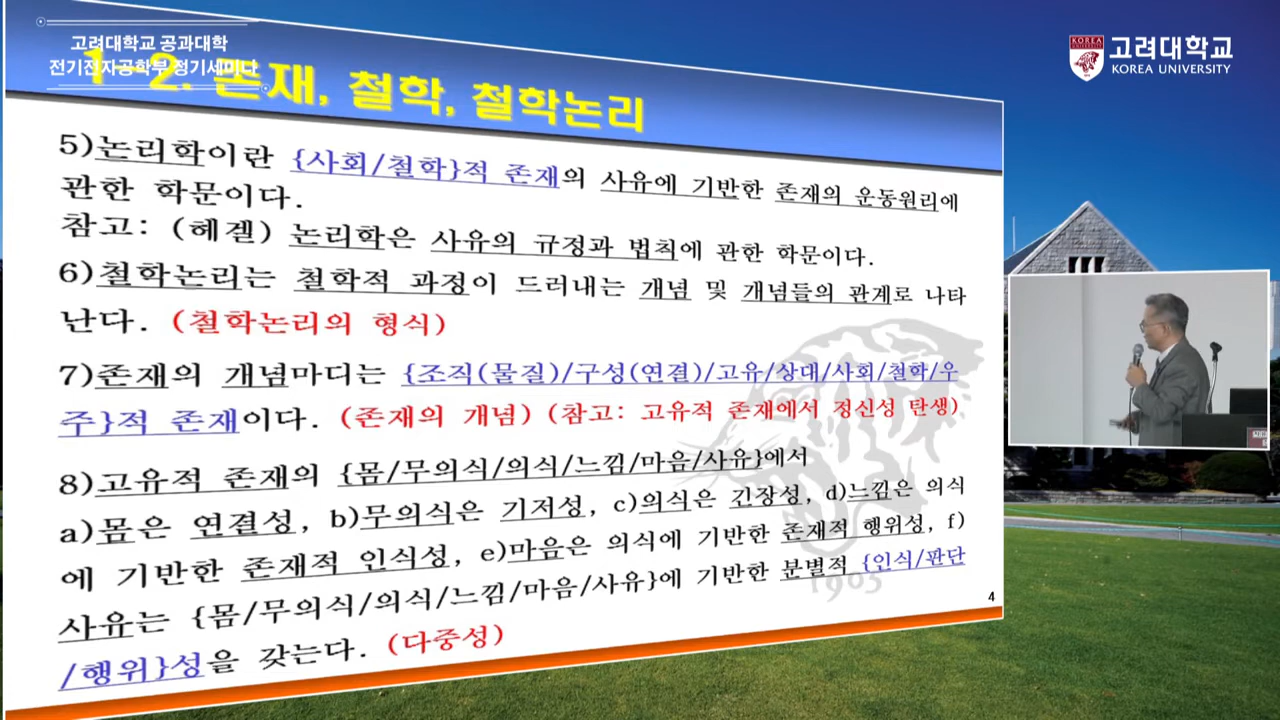 고려대학교 공과대학
전기전자공학부 정기세미나
고려대학교
KOREA UNIVERSITY
1-2. 존재, 철학, 철학논리
5)논리학이란 {사회/철학}적 존재의 사유에 기반한 존재의 운동원리에
관한 학문이다.
참고: (헤겔) 논리학은 사유의 규정과 법칙에 관한 학문이다.
6)철학논리는 철학적 과정이 드러내는 개념 및 개념들의 관계로 나타
난다. (철학논리의 형식)
7)존재의 개념마디는 {조직(물질)/구성(연결)/고유/상대/사회/철학/우
주}적 존재이다. (존재의 개념) (참고: 고유적 존재에서 정신성 탄생)
8)고유적 존재의 {몸/무의식/의식/느낌/마음/사유}에서
a)몸은 연결성, b)무의식은 기저성, c)의식은 긴장성, d)느낌은 의식
에 기반한 존재적 인식성, e)마음은 의식에 기반한 존재적 행위성, f)
사유는 {몸/무의식/의식/느낌/마음/사유}에 기반한 분별적 {인식/판단
/행위}성을 갖는다. (다중성)
1905
4